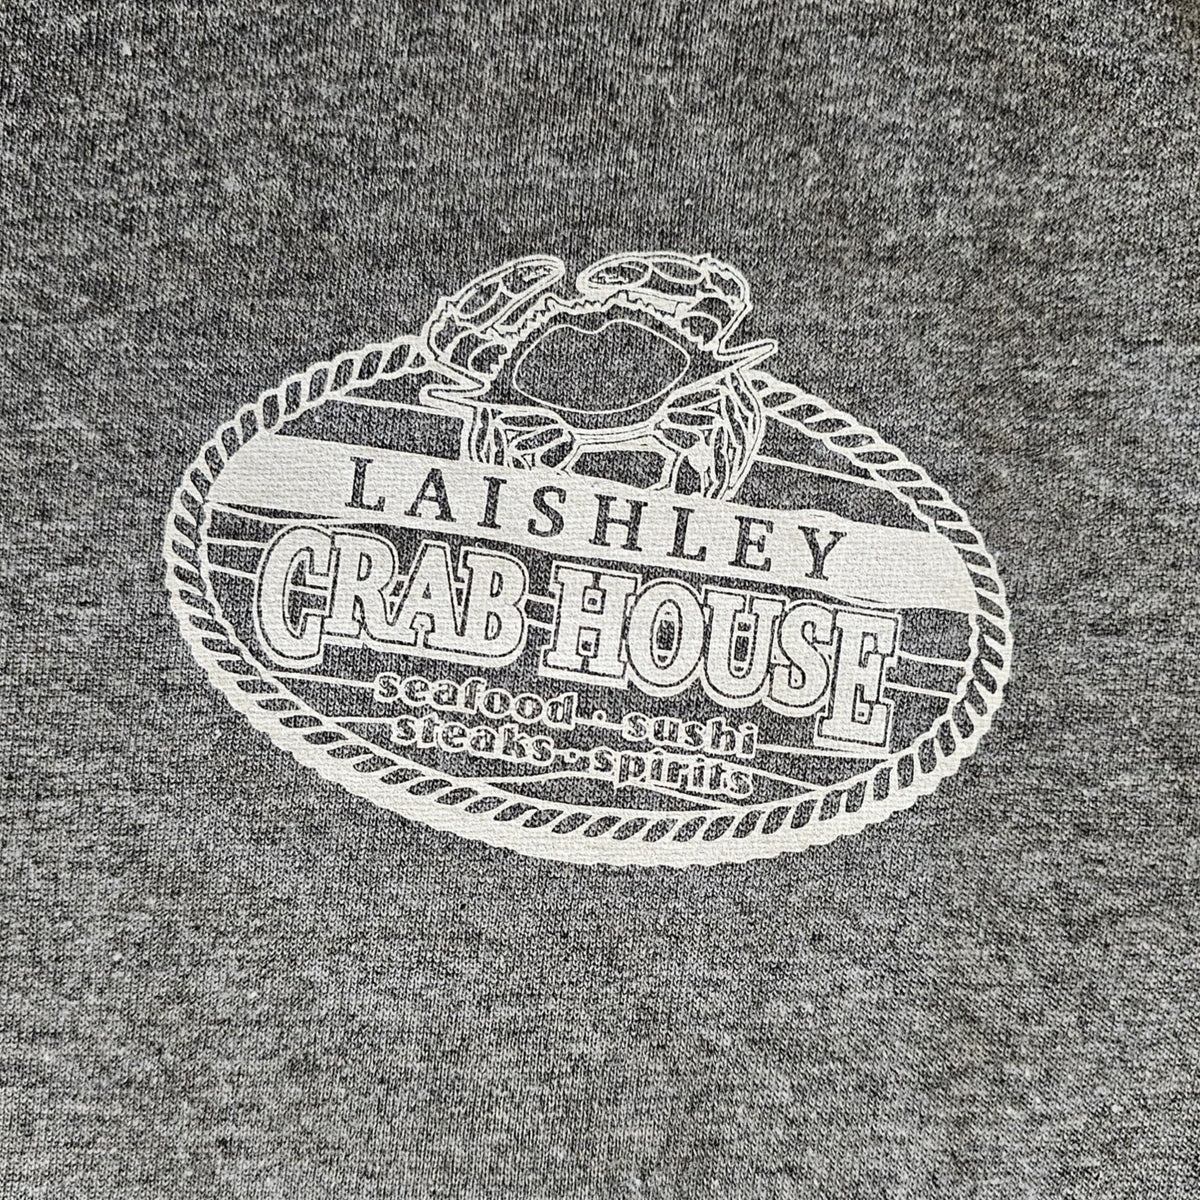 LAISHLEY
CRAB HOUSE
seafood · sushi
steaks · spirits